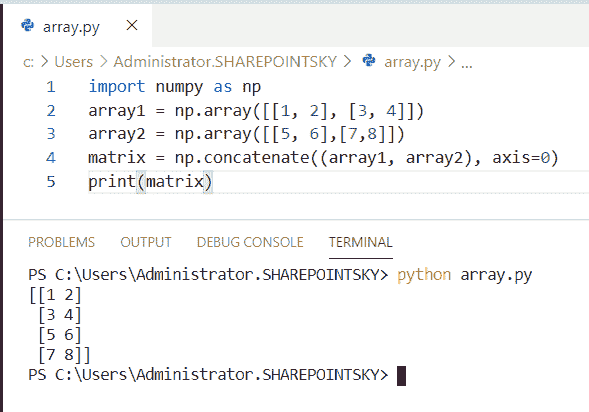 array.py ×
c: > Users > Administrator.SHAREPOINTSKY > array.py > ...
1 import numpy as np
2 array1 = np.array([[1, 2], [3, 4]])
3 array2 = np.array([[5, 6],[7,8]])
4 matrix = np.concatenate((array1, array2), axis=0)
5 print(matrix)
PROBLEMS OUTPUT DEBUG CONSOLE TERMINAL
PS C:\Users\Administrator.SHAREPOINTSKY> python array.py
[[1 2]
 [3 4]
 [5 6]
 [7 8]]
PS C:\Users\Administrator.SHAREPOINTSKY>